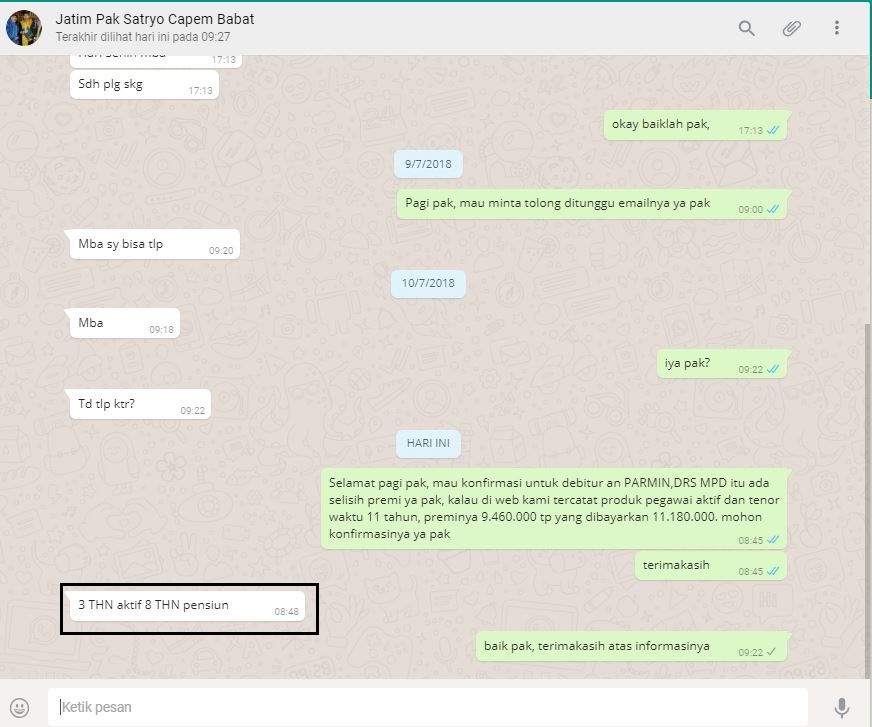 Jatim Pak Satryo Capem Babat
Terakhir dilihat hari ini pada 09:27
17:13
Sdh plg skg
17:13
okay baiklah pak,
17:13
9/7/2018
Pagi pak, mau minta tolong ditunggu emailnya ya pak
09:00
Mba sy bisa tlp
09:20
10/7/2018
Mba
09:18
iya pak?
09:22
Td tlp ktr?
09:22
HARI INI
Selamat pagi pak, mau konfirmasi untuk debitur an PARMIN,DRS MPD itu ada
selisih premi ya pak, kalau di web kami tercatat produk pegawai aktif dan tenor
waktu 11 tahun, preminya 9.460.000 tp yang dibayarkan 11.180.000. mohon
konfirmasinya ya pak
08:45
terimakasih
08:45
3 THN aktif 8 THN pensiun
08:48
baik pak, terimakasih atas informasinya
09:22
Ketik pesan